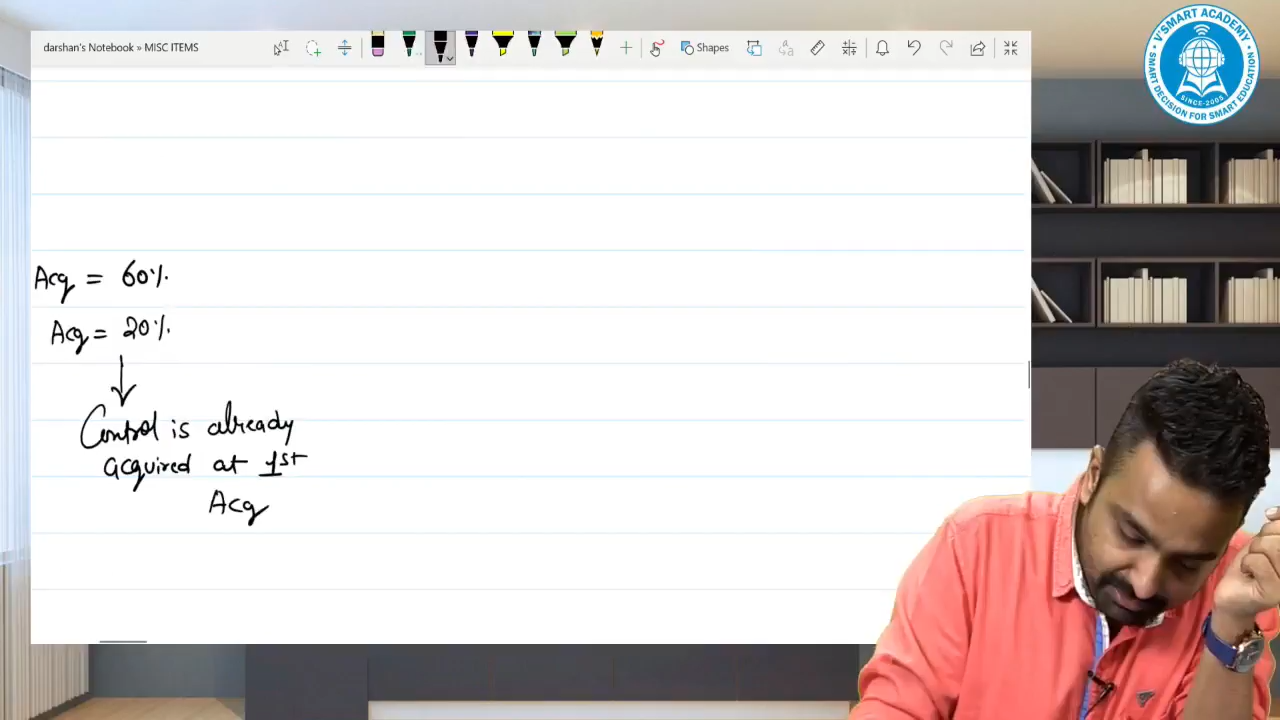 darshan's Notebook » MISC ITEMS
Shapes
V'SMART ACADEMY
SINCE-2005
SMART DECISION FOR SMART EDUCATION
Acq = 60%.
Acq = 20%.
Control is already
acquired at 1st
Acq